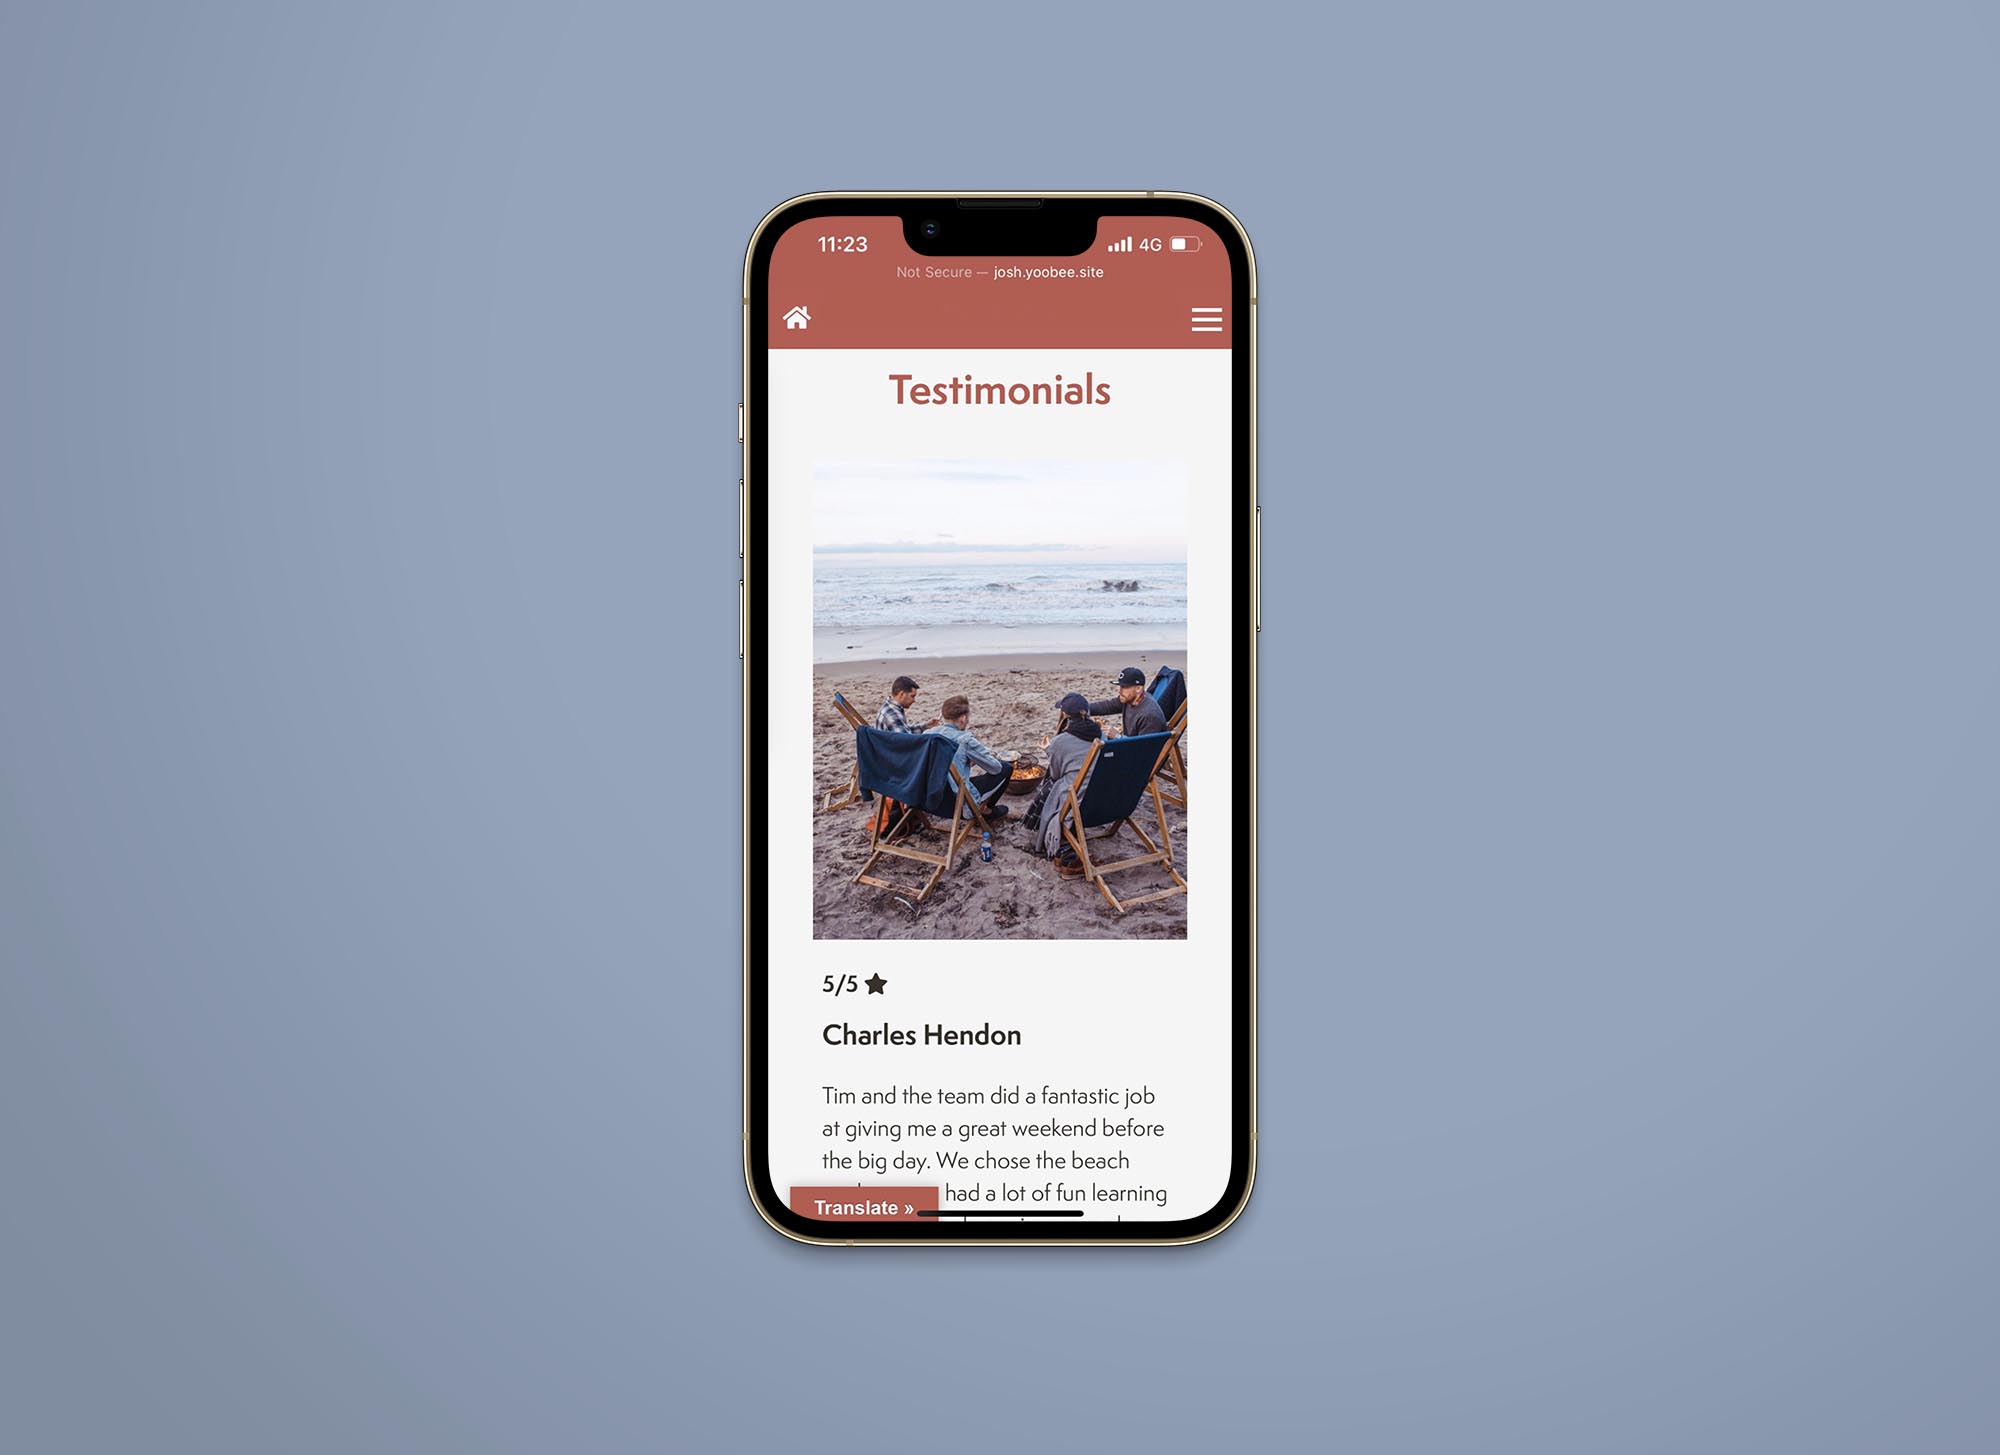 11:23
4G
Not Secure — josh.yoobee.site
Testimonials
5/5
Charles Hendon
Tim and the team did a fantastic job
at giving me a great weekend before
the big day. We chose the beach
had a lot of fun learning
Translate »